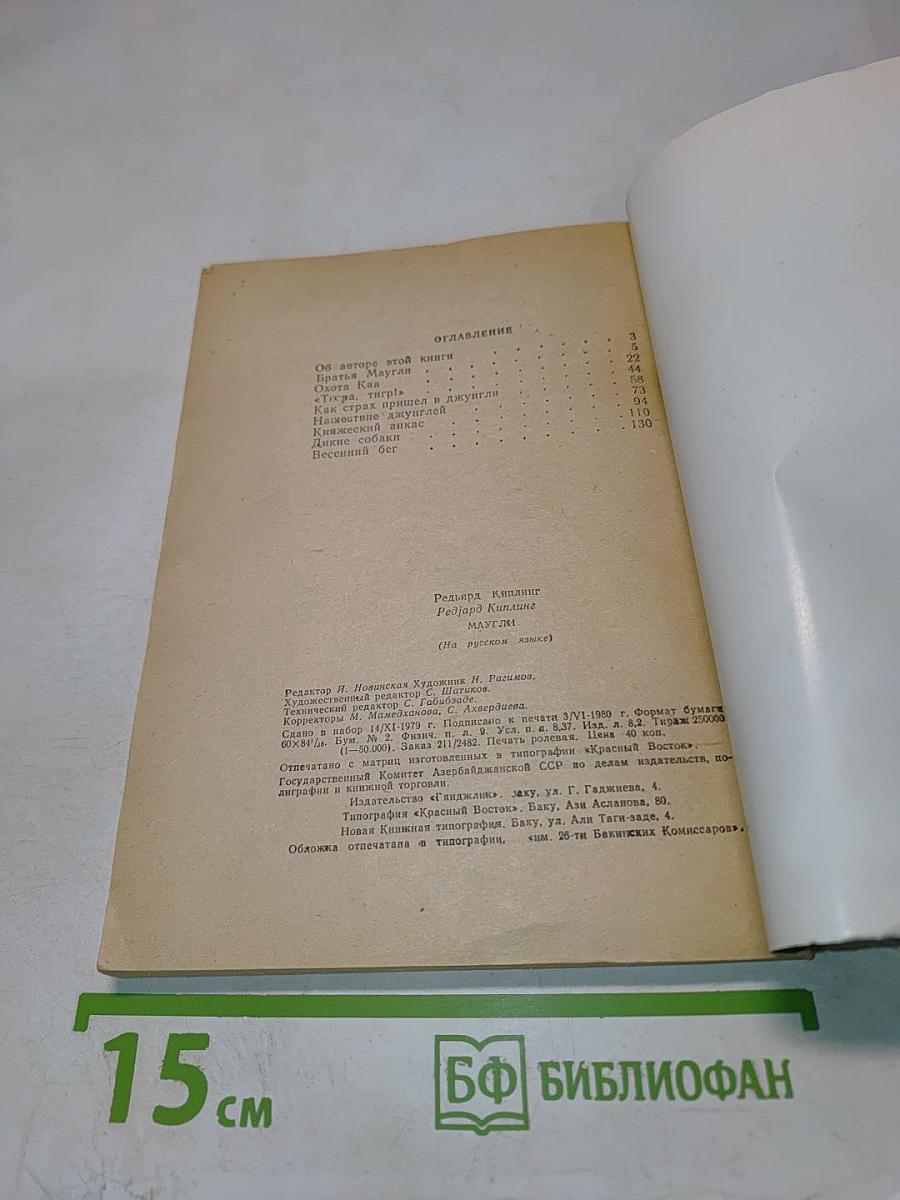 ОГЛАВЛЕНИЕ
Об авторе этой книги . . . . . . 3
Братья Маугли . . . . . . . . 5
Охота Каа . . . . . . . . 22
«Тигра, тигр!» . . . . . . . . 44
Как страх пришел в джунгли . . . . . 58
Нашествие джунглей . . . . . . . 73
Княжеский анкас . . . . . . . 94
Дикие собаки . . . . . . . . 110
Весенний бег . . . . . . . . 130
Редьярд Киплинг
Редјард Киплинг
МАУГЛИ
(На русском языке)
Редактор И. Новинская Художник Н. Рагимов.
Художественный редактор С. Шатиков.
Технический редактор С. Габибзаде.
Корректоры М. Мамедханова, С. Ахвердиева.
Сдано в набор 14/XI-1979 г. Подписано к печати 3/VI-1980 г. Формат бумаги
60×84¹/₁₆. Бум. № 2. Физич. п. л. 9. Усл. п. л. 8,37. Изд. л. 8,2. Тираж 250000
(1—50.000). Заказ 211/2482. Печать ролевая. Цена 40 коп.
Отпечатано с матриц изготовленных в типографии «Красный Восток».
Государственный Комитет Азербайджанской ССР по делам издательств, по-
лиграфии и книжной торговли.
Издательство «Гянджлик». Баку, ул. Г. Гаджиева, 4.
Типография «Красный Восток». Баку, Ази Асланова, 80.
Новая Книжная типография. Баку, ул. Али Таги-заде, 4.
Обложка отпечатана в типографии, «им. 26-ти Бакинских Комиссаров».
15 см
БФ БИБЛИОФАН